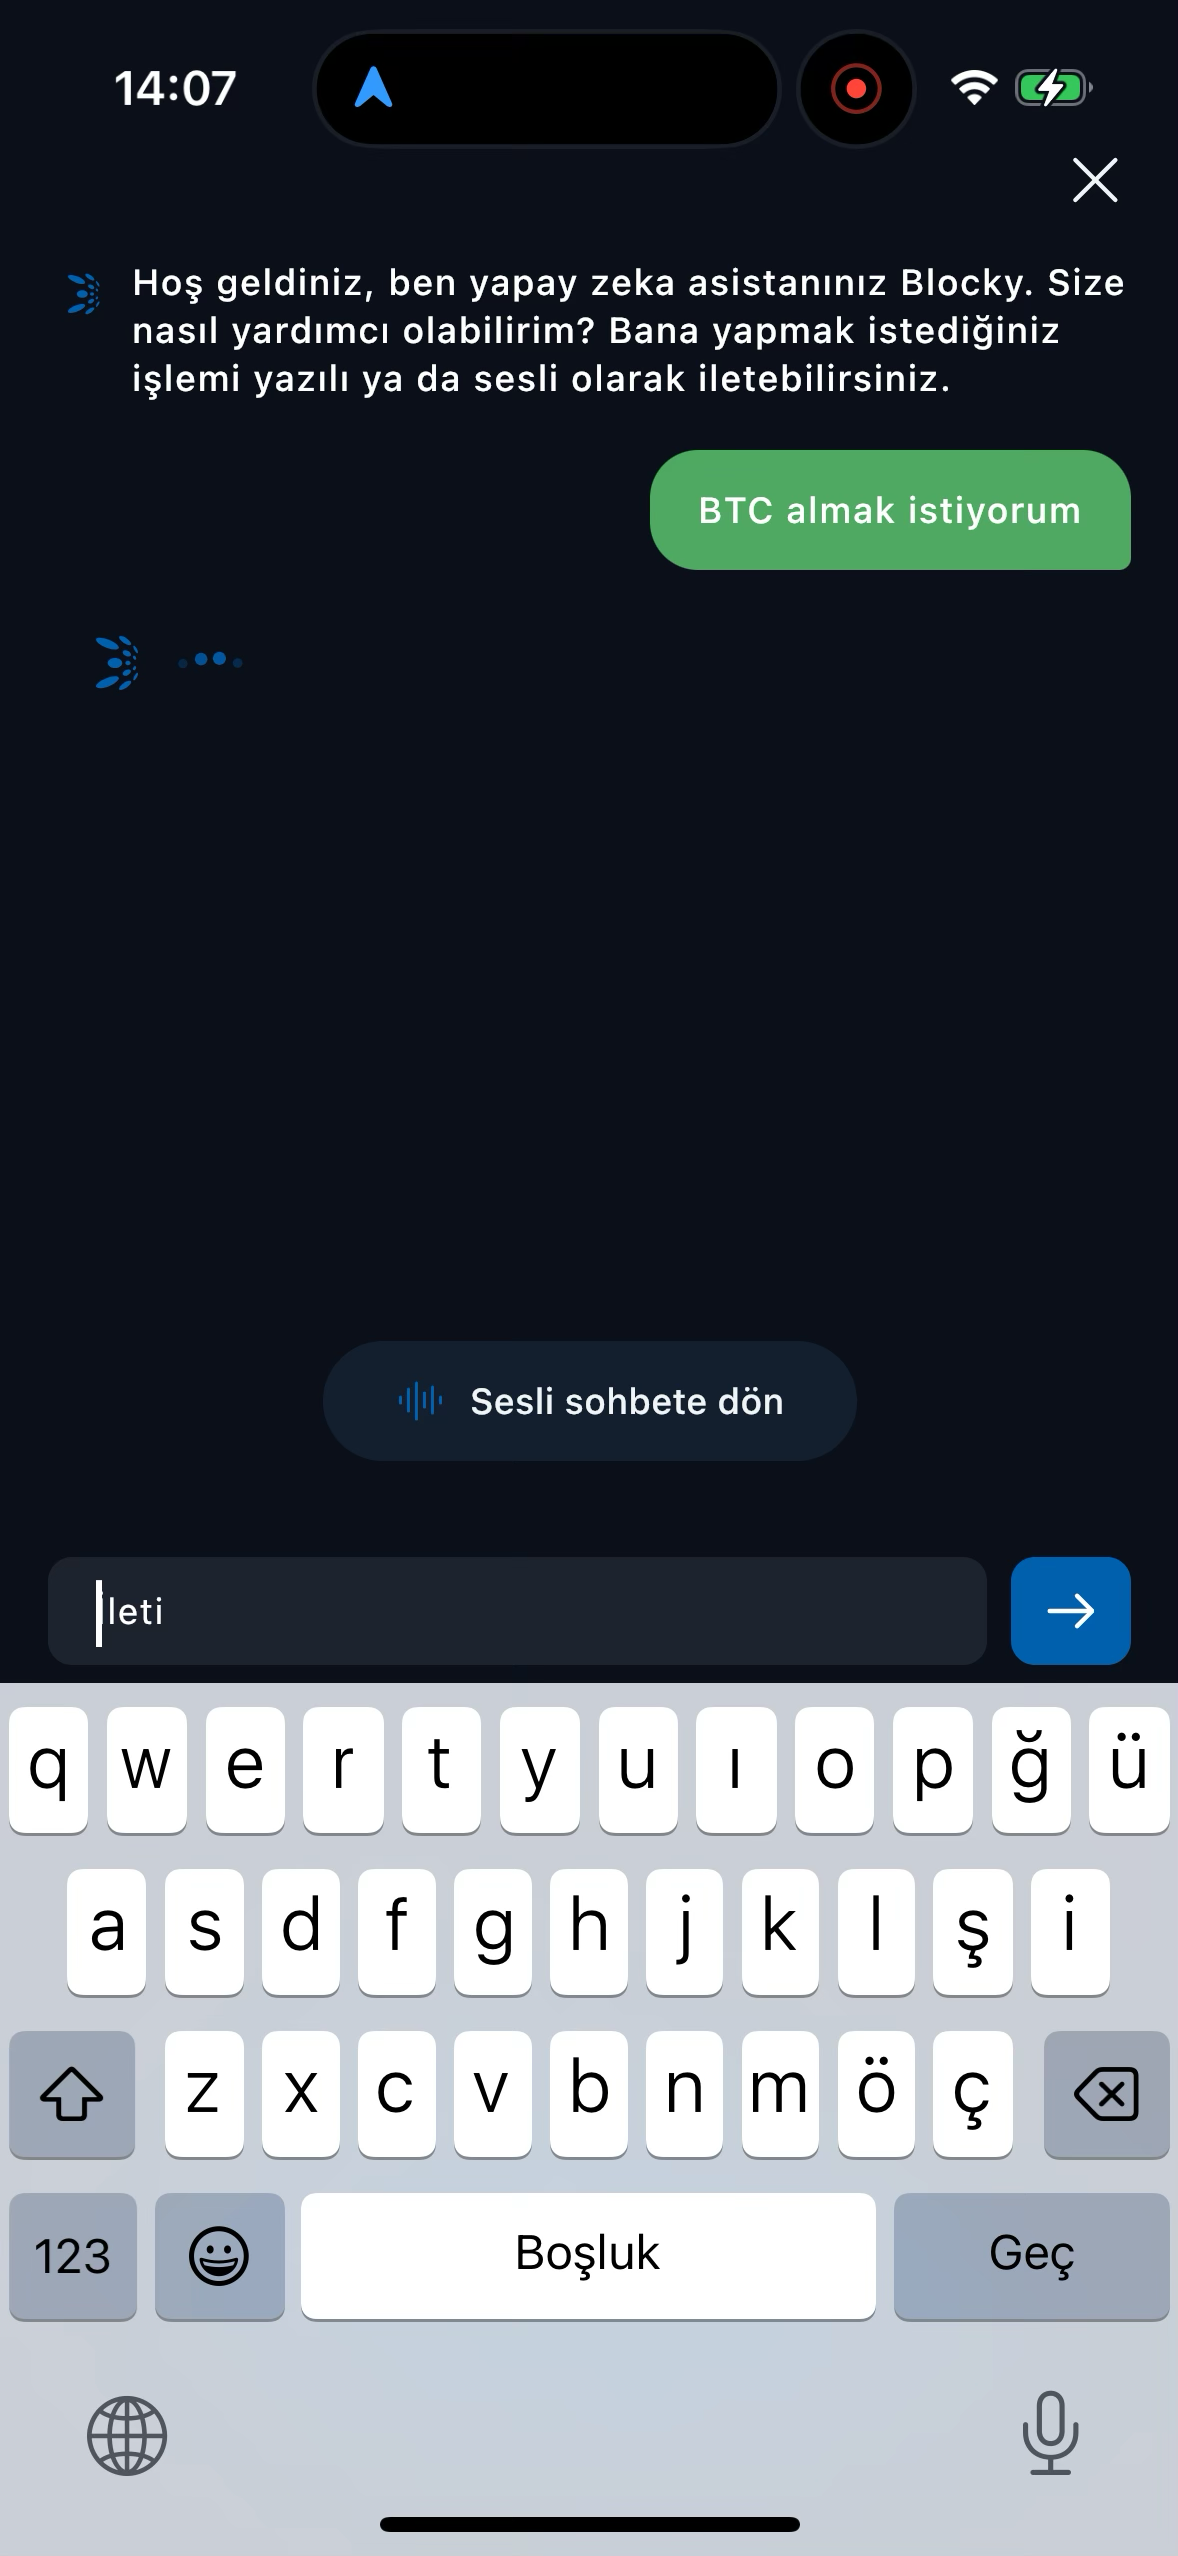 14:07
Hoş geldiniz, ben yapay zeka asistanınız Blocky. Size
nasıl yardımcı olabilirim? Bana yapmak istediğiniz
işlemi yazılı ya da sesli olarak iletebilirsiniz.
BTC almak istiyorum
Sesli sohbete dön
İleti
q w e r t y u ı o p ğ ü
a s d f g h j k l ş i
z x c v b n m ö ç
123 Boşluk Geç